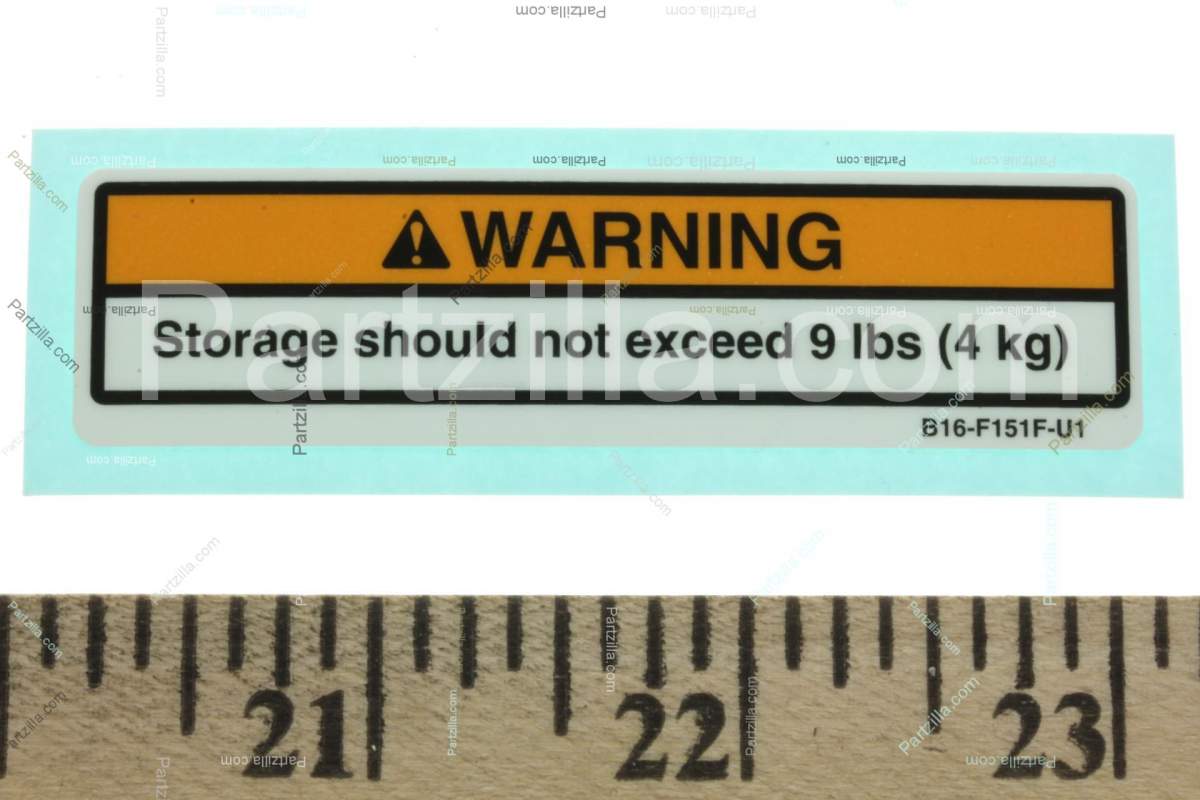 WARNING
Storage should not exceed 9 lbs (4 kg)
B16-F151F-U1
Partzilla.com
21 22 23